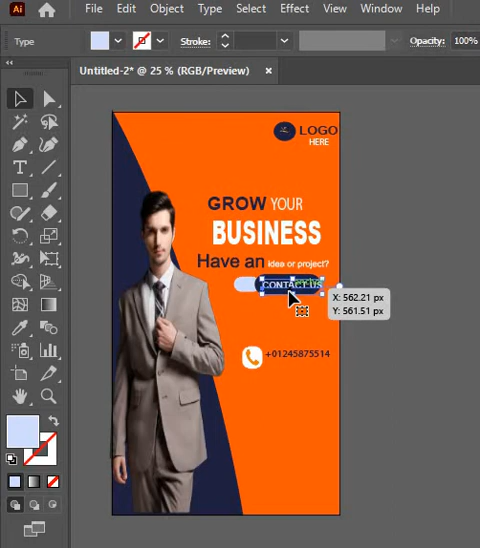 Ai File Edit Object Type Select Effect View Window Help
Type Stroke: Opacity: 100%
Untitled-2* @ 25 % (RGB/Preview) ×
LOGO
HERE
GROW YOUR
BUSINESS
Have an idea or project?
CONTACT US
X: 562.21 px
Y: 561.51 px
+01245875514